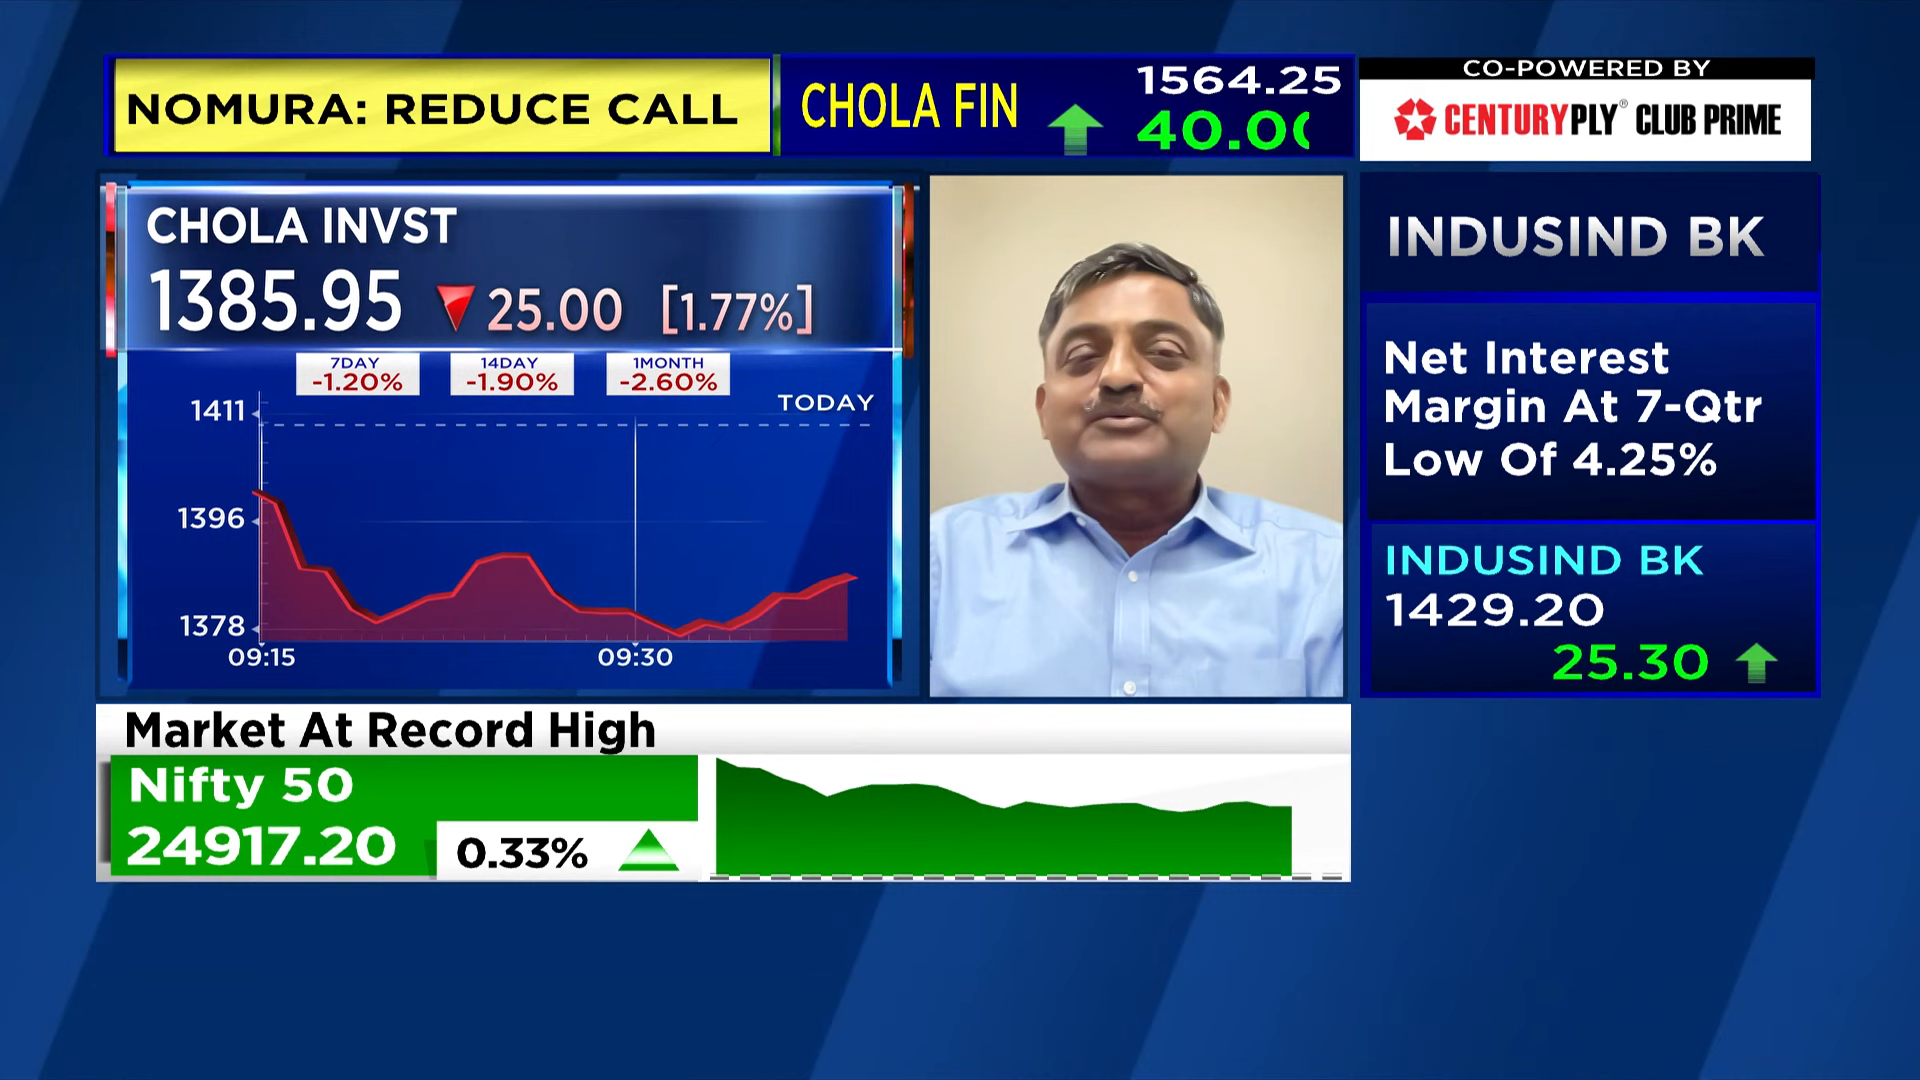 NOMURA: REDUCE CALL
CHOLA FIN
1564.25
40.0
CO-POWERED BY
CENTURYPLY® CLUB PRIME
CHOLA INVST
1385.95 25.00 [1.77%]
7DAY
-1.20%
14DAY
-1.90%
1MONTH
-2.60%
TODAY
1411
1396
1378
09:15
09:30
INDUSIND BK
Net Interest
Margin At 7-Qtr
Low Of 4.25%
INDUSIND BK
1429.20
25.30
Market At Record High
Nifty 50
24917.20
0.33%